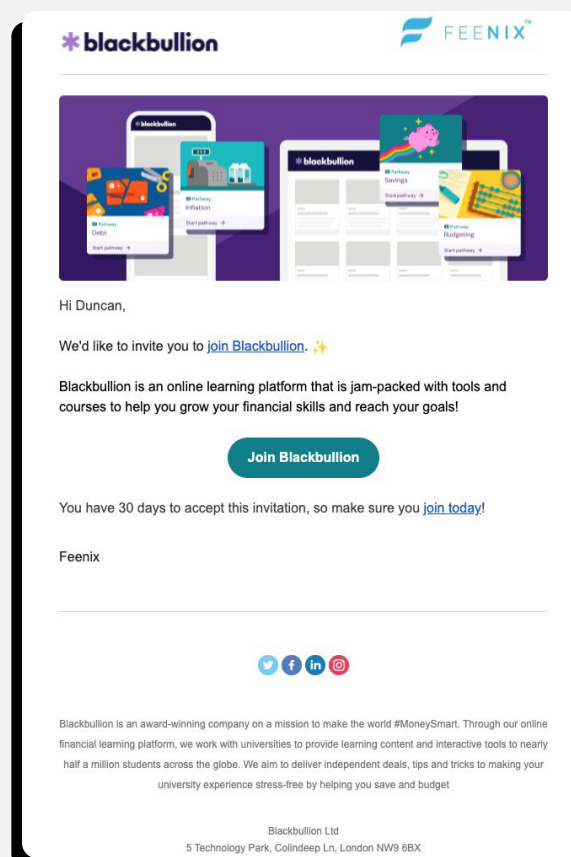 blackbullion
FEENIX™
blackbullion
blackbullion
Pathway
Debt
Start pathway →
Pathway
Inflation
Start pathway →
Pathway
Savings
Start pathway →
Pathway
Budgeting
Start pathway →
Hi Duncan,
We'd like to invite you to join Blackbullion. ✨
Blackbullion is an online learning platform that is jam-packed with tools and
courses to help you grow your financial skills and reach your goals!
Join Blackbullion
You have 30 days to accept this invitation, so make sure you join today!
Feenix
Blackbullion is an award-winning company on a mission to make the world #MoneySmart. Through our online
financial learning platform, we work with universities to provide learning content and interactive tools to nearly
half a million students across the globe. We aim to deliver independent deals, tips and tricks to making your
university experience stress-free by helping you save and budget
Blackbullion Ltd
5 Technology Park, Colindeep Ln, London NW9 6BX